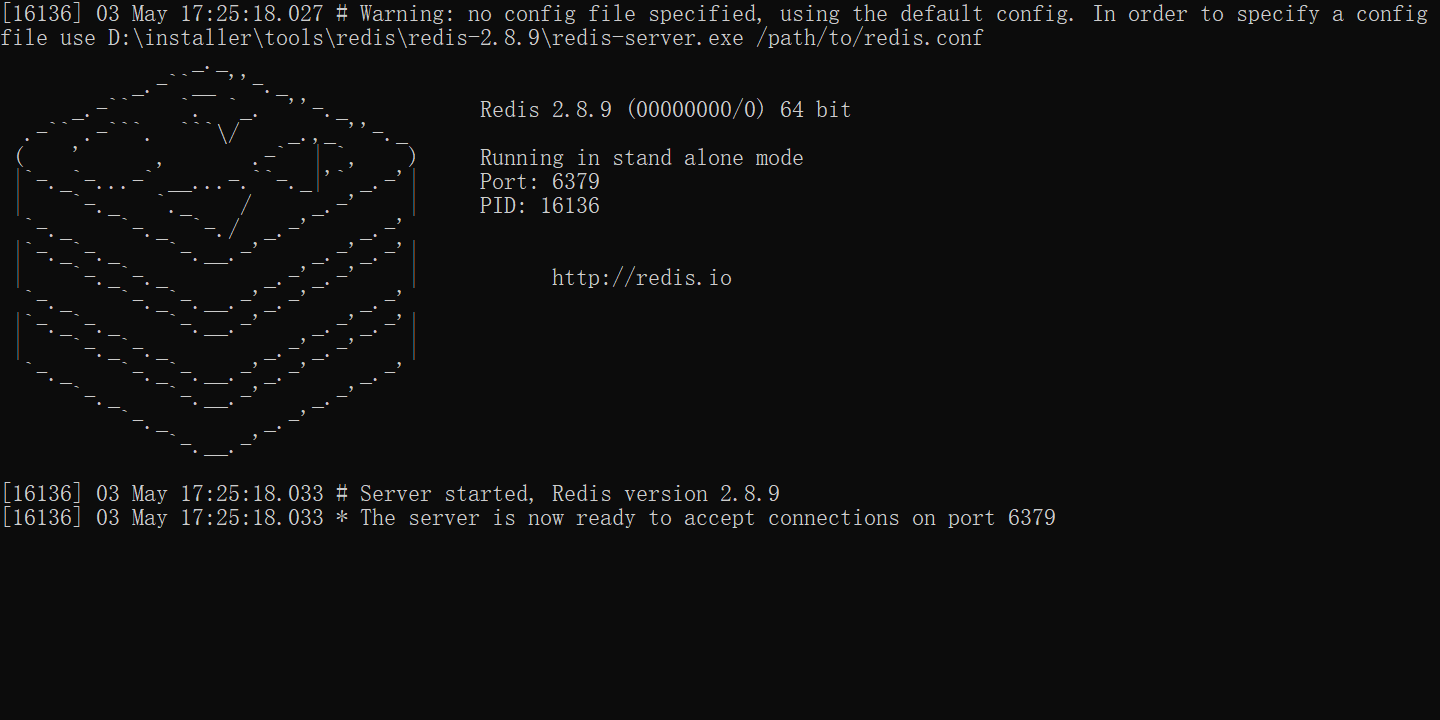 [16136] 03 May 17:25:18.027 # Warning: no config file specified, using the default config. In order to specify a config
file use D:\installer\tools\redis\redis-2.8.9\redis-server.exe /path/to/redis.conf
Redis 2.8.9 (00000000/0) 64 bit
Running in stand alone mode
Port: 6379
PID: 16136
http://redis.io
[16136] 03 May 17:25:18.033 # Server started, Redis version 2.8.9
[16136] 03 May 17:25:18.033 * The server is now ready to accept connections on port 6379